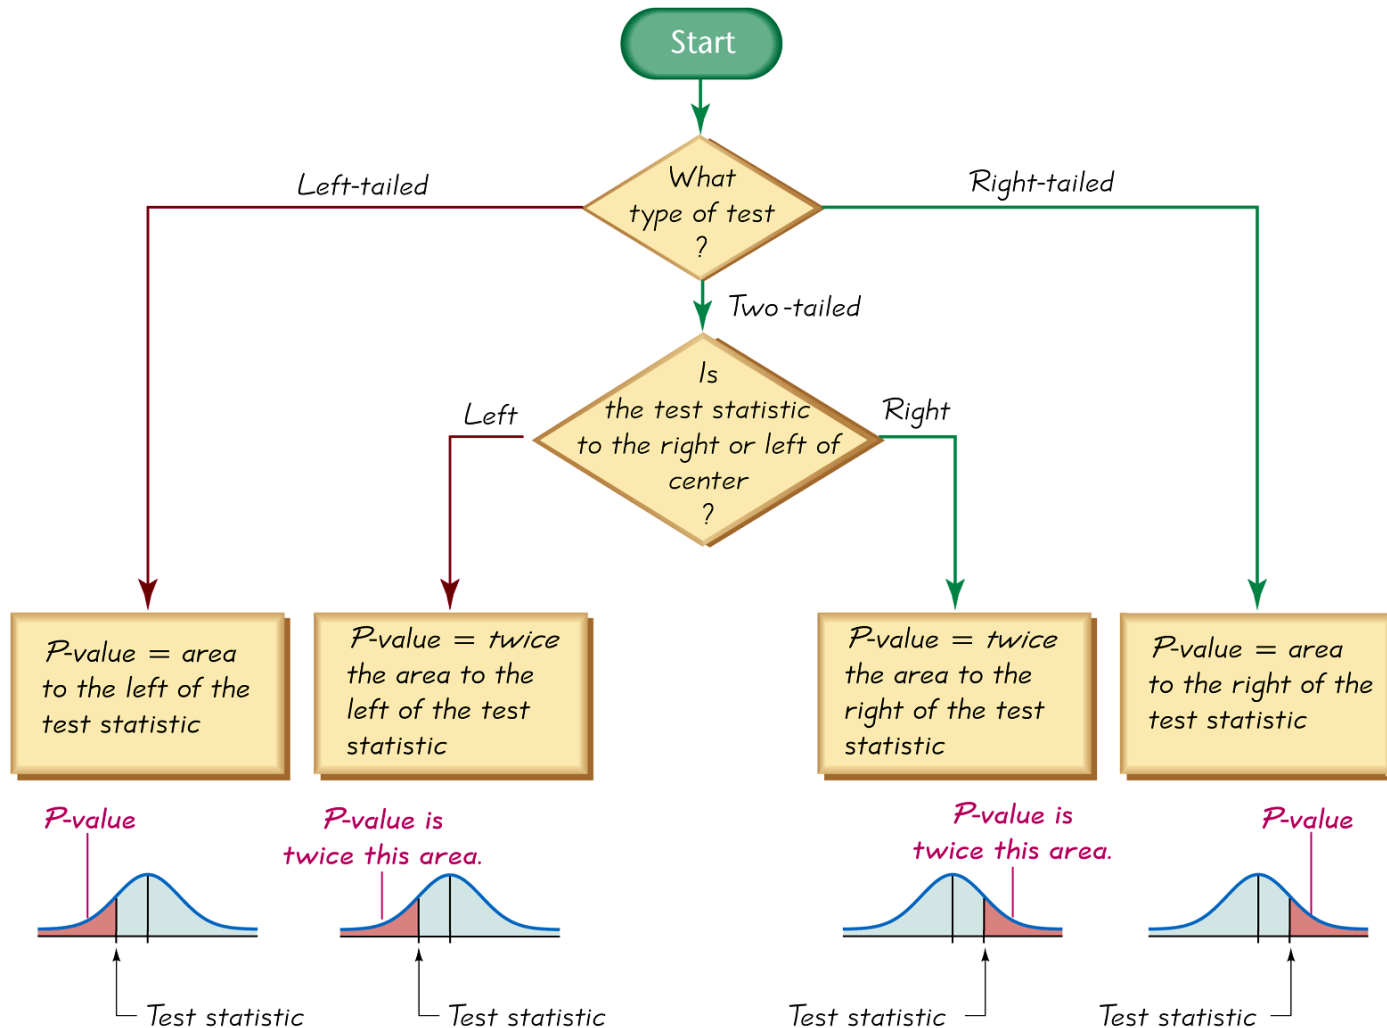 Start
What
type of test
?
Left-tailed
Right-tailed
Two-tailed
Is
the test statistic
to the right or left of
center
?
Left
Right
P-value = area
to the left of the
test statistic
P-value = twice
the area to the
left of the test
statistic
P-value = twice
the area to the
right of the test
statistic
P-value = area
to the right of the
test statistic
P-value
P-value is
twice this area.
P-value is
twice this area.
P-value
Test statistic
Test statistic
Test statistic
Test statistic